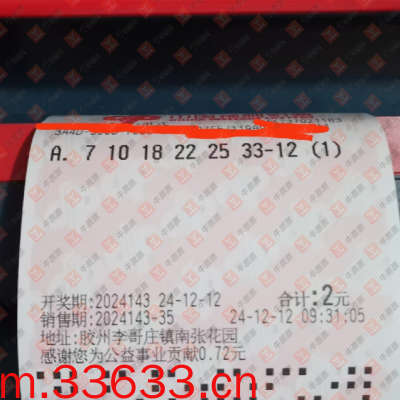 A. 7 10 18 22 25 33-12 (1)
开奖期:2024143 24-12-12 合计:2元
销售期:2024143-35 24-12-12 09:31:05
地址:胶州李哥庄镇南张花园
感谢您为公益事业贡献0.72元
m.33633.cn